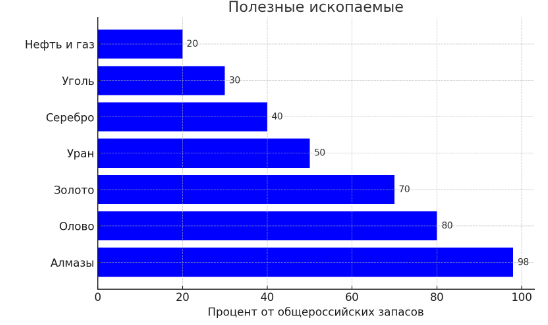 Полезные ископаемые
Нефть и газ 20
Уголь 30
Серебро 40
Уран 50
Золото 70
Олово 80
Алмазы 98
0 20 40 60 80 100
Процент от общероссийских запасов